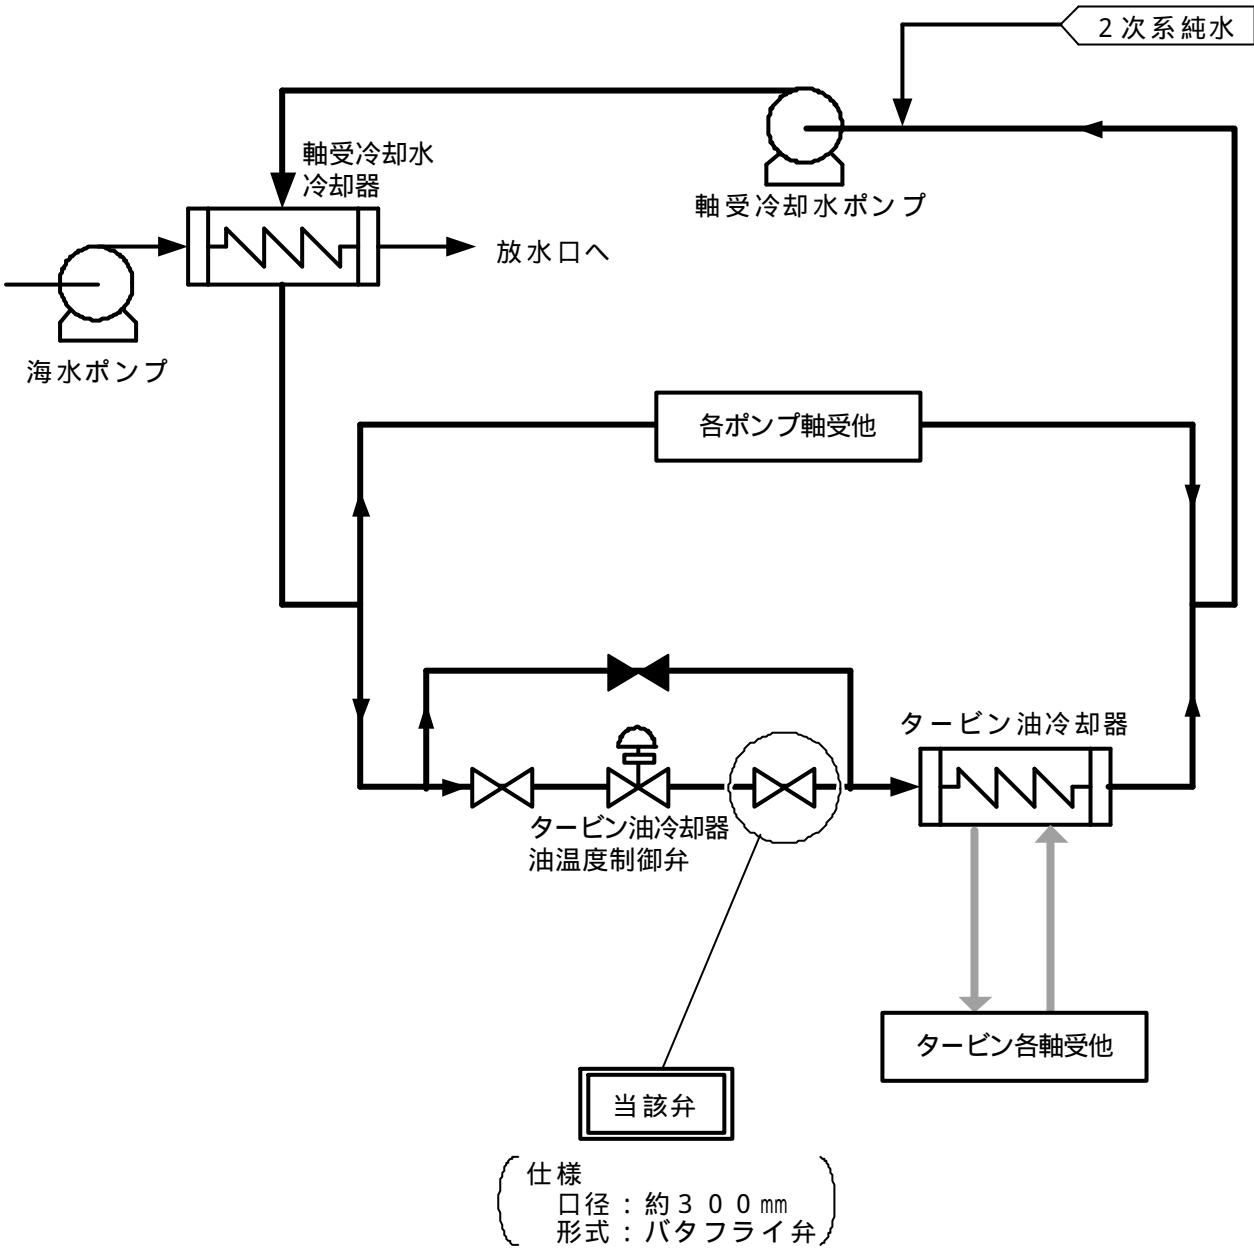 2次系純水
軸受冷却水
冷却器
軸受冷却水ポンプ
放水口へ
海水ポンプ
各ポンプ軸受他
タービン油冷却器
タービン油冷却器
油温度制御弁
タービン各軸受他
当該弁
仕様
口径:約300㎜
形式:バタフライ弁